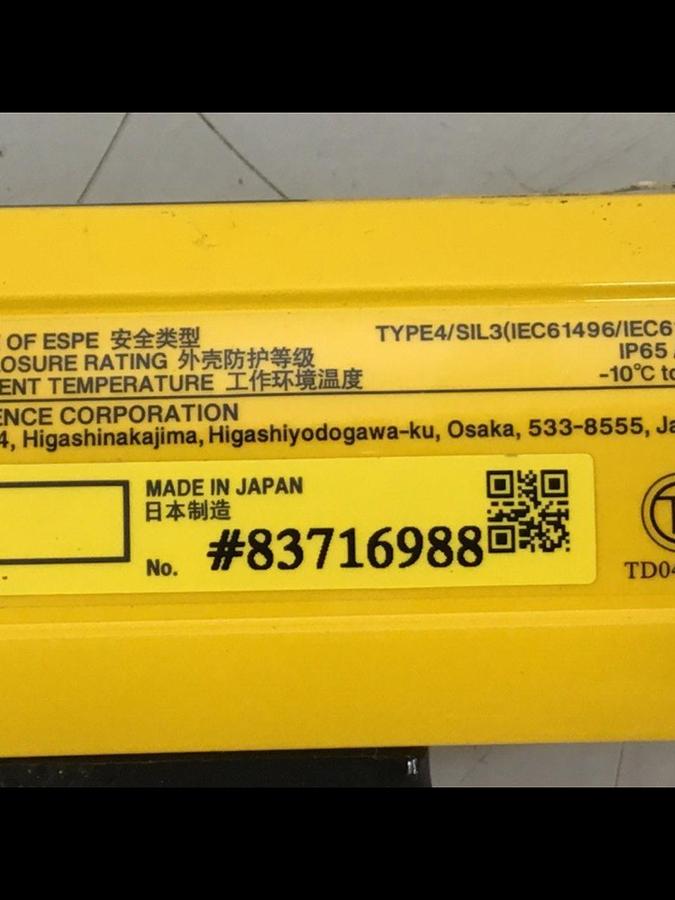 OF ESPE 安全类型 TYPE4/SIL3(IEC61496/IEC6
LOSURE RATING 外壳防护等级 IP65
ENT TEMPERATURE 工作环境温度 -10°C to
ENCE CORPORATION
4, Higashinakajima, Higashiyodogawa-ku, Osaka, 533-8555, Ja
MADE IN JAPAN
日本制造
No. #83716988
TD04